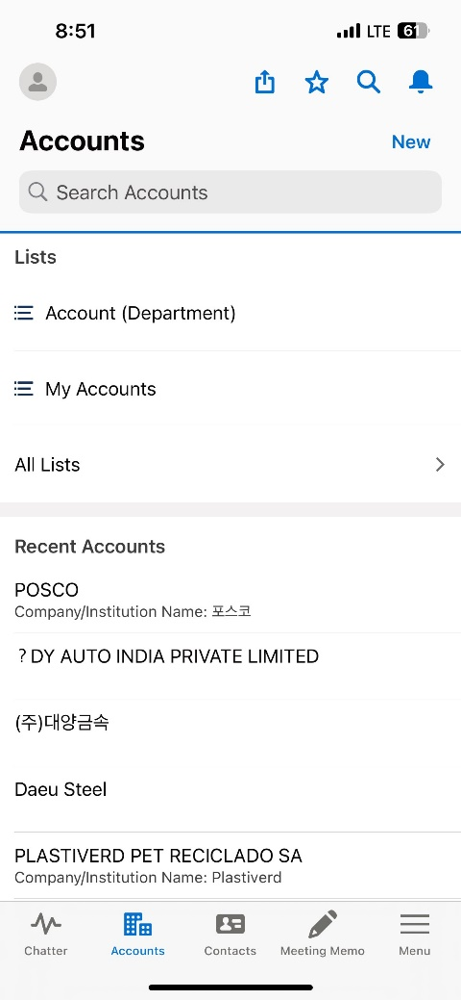 8:51
LTE
61
Accounts
New
Search Accounts
Lists
Account (Department)
My Accounts
All Lists
Recent Accounts
POSCO
Company/Institution Name: 포스코
? DY AUTO INDIA PRIVATE LIMITED
(주)대양금속
Daeu Steel
PLASTIVERD PET RECICLADO SA
Company/Institution Name: Plastiverd
Chatter
Accounts
Contacts
Meeting Memo
Menu